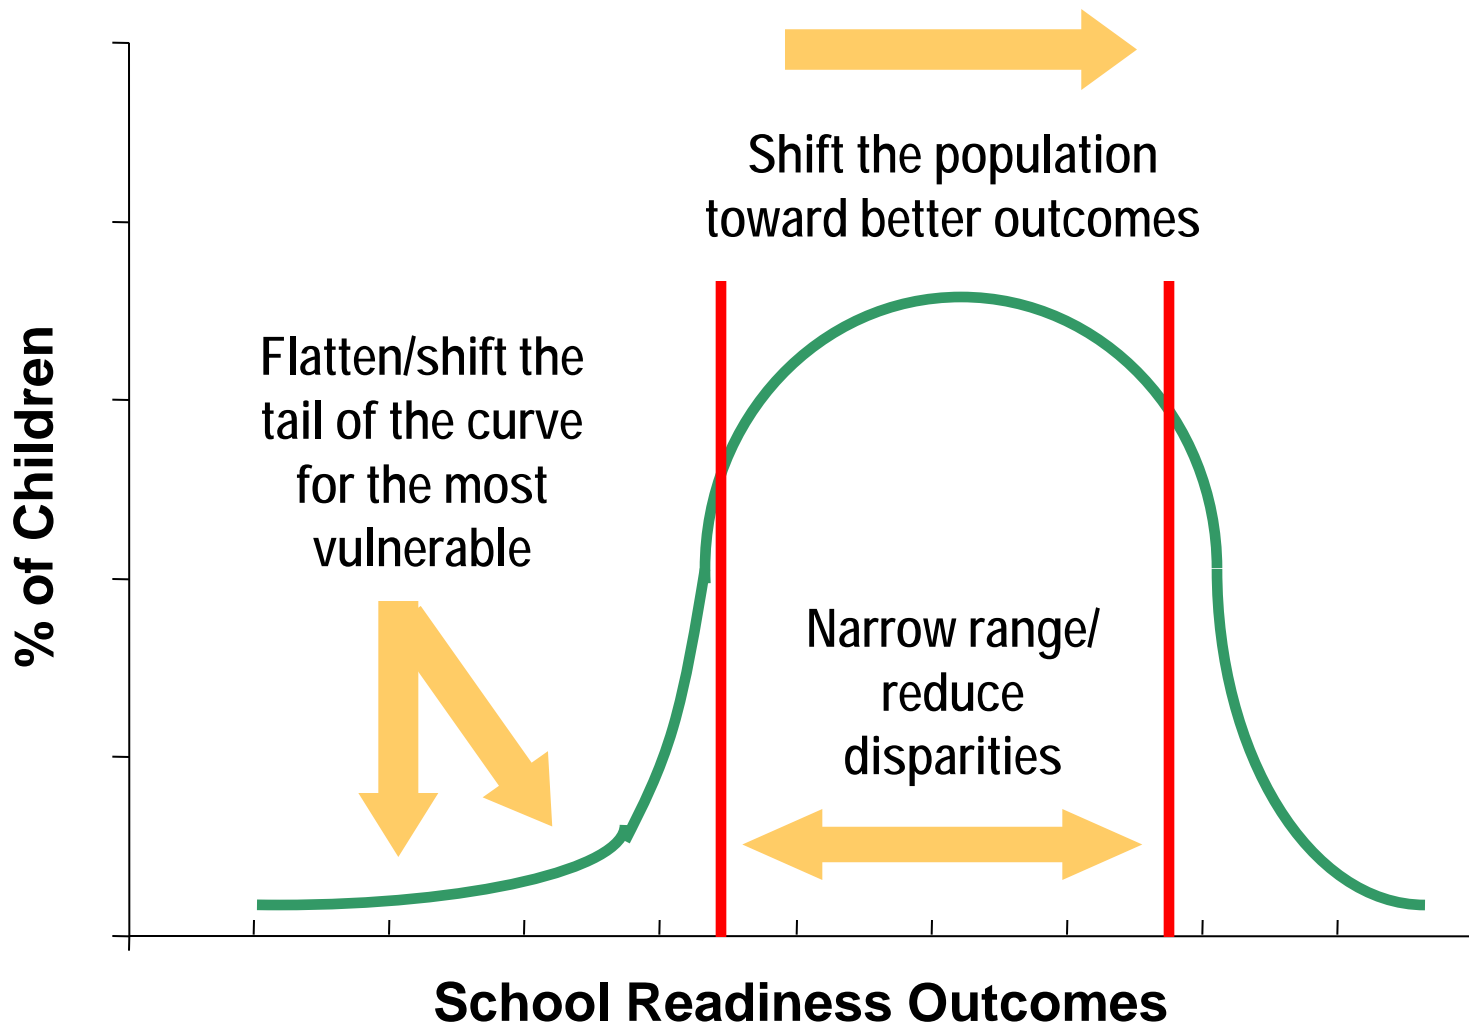 Shift the population
toward better outcomes
Flatten/shift the
tail of the curve
for the most
vulnerable
Narrow range/
reduce
disparities
% of Children
School Readiness Outcomes